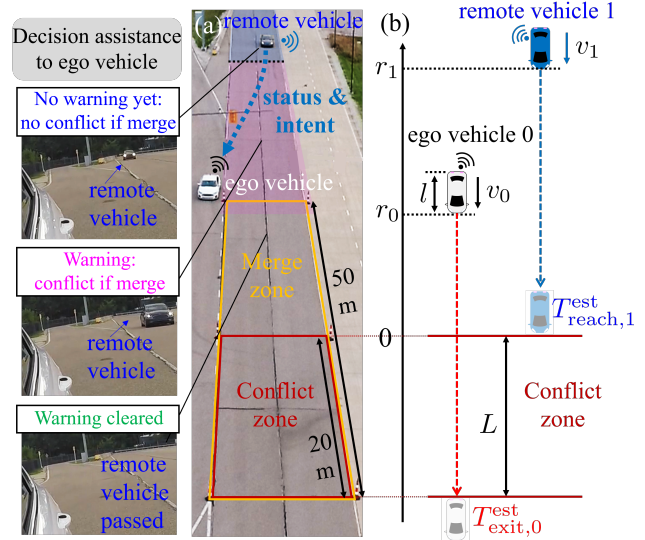 Decision assistance
to ego vehicle
No warning yet:
no conflict if merge
remote
vehicle
Warning:
conflict if merge
remote
vehicle
Warning cleared
remote
vehicle
passed
(a)
remote vehicle
status &
intent
ego vehicle
Merge
zone
50
m
Conflict
zone
20
m
(b)
remote vehicle 1
r₁
v₁
ego vehicle 0
l
v₀
r₀
T^est_reach,1
0
L
Conflict
zone
T^est_exit,0